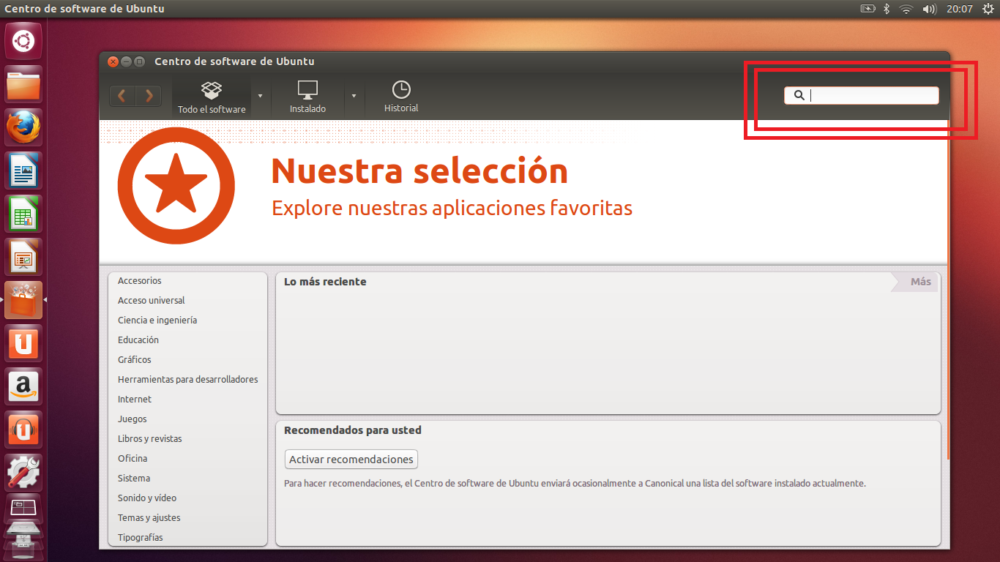 Centro de software de Ubuntu
20:07
Centro de software de Ubuntu
Todo el software
Instalado
Historial
Nuestra selección
Explore nuestras aplicaciones favoritas
Accesorios
Acceso universal
Ciencia e ingeniería
Educación
Gráficos
Herramientas para desarrolladores
Internet
Juegos
Libros y revistas
Oficina
Sistema
Sonido y vídeo
Temas y ajustes
Tipografías
Lo más reciente
Más
Recomendados para usted
Activar recomendaciones
Para hacer recomendaciones, el Centro de software de Ubuntu enviará ocasionalmente a Canonical una lista del software instalado actualmente.